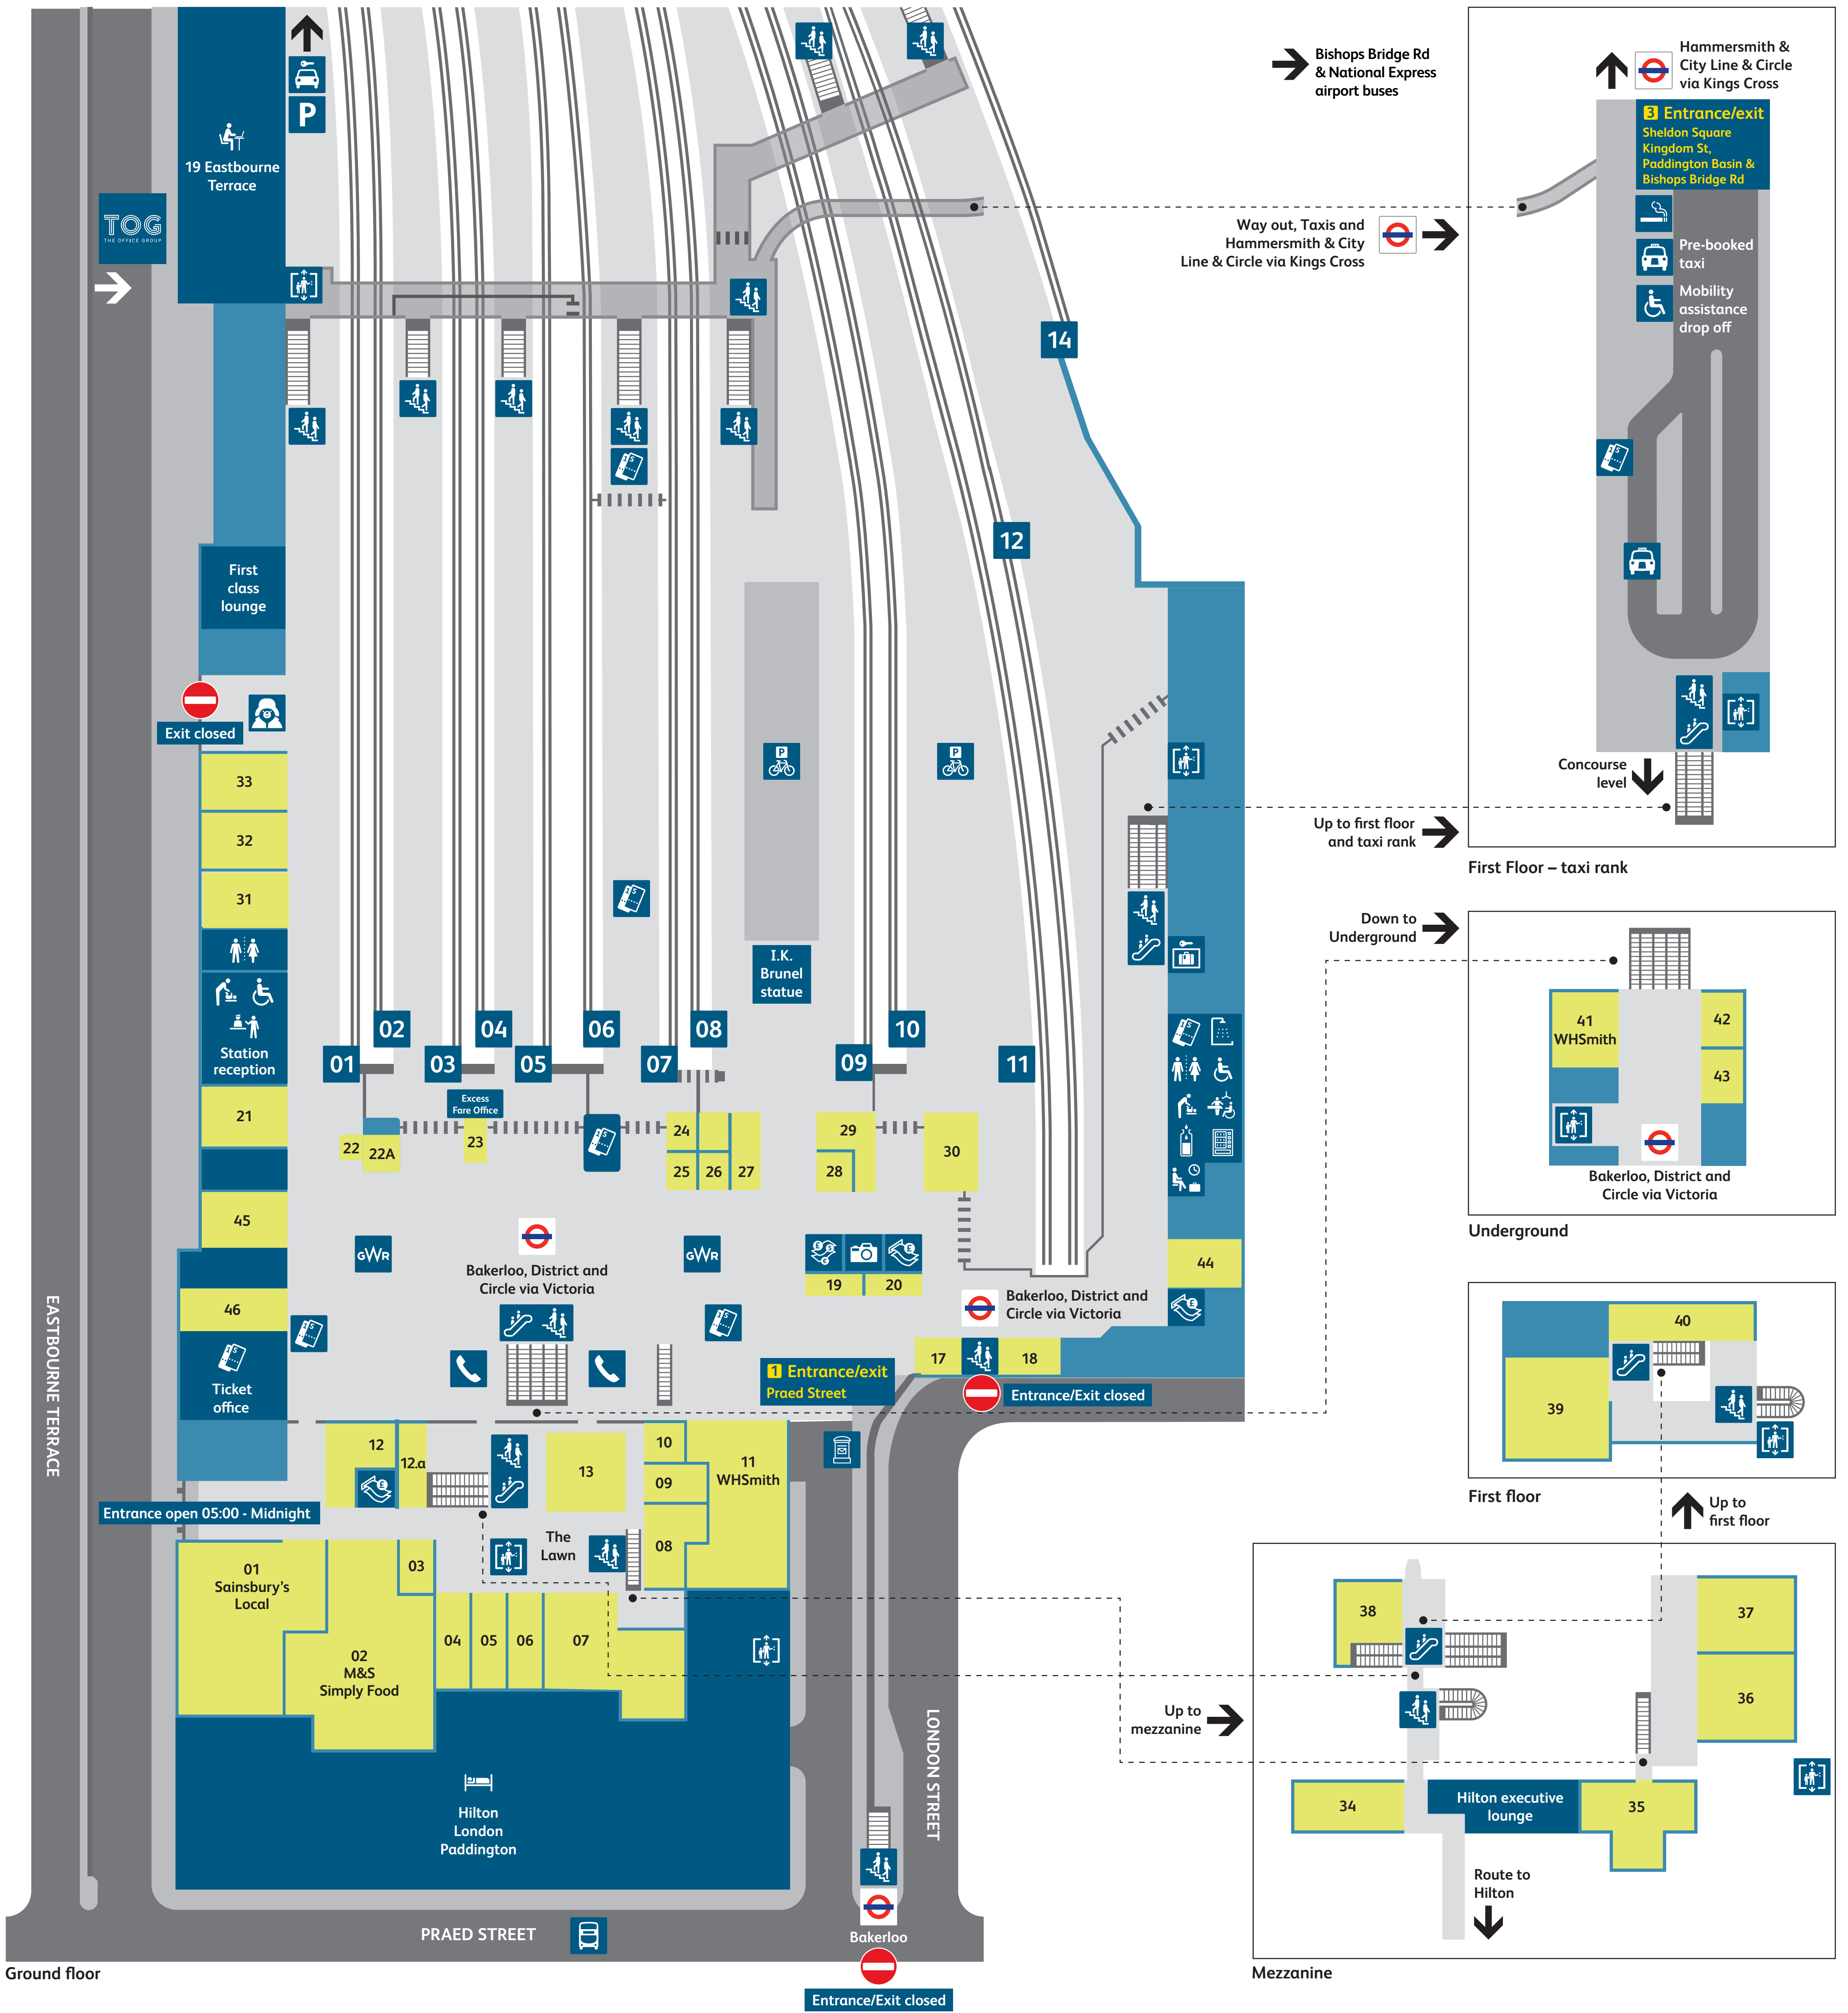 19 Eastbourne
Terrace
TOG
THE OFFICE GROUP
P
Bishops Bridge Rd
& National Express
airport buses
Way out, Taxis and
Hammersmith & City
Line & Circle via Kings Cross
14
12
First
class
lounge
Exit closed
33
32
31
Station
reception
21
45
46
Ticket
office
P
P
I.K.
Brunel
statue
02
04
06
08
10
01
03
05
07
09
11
Excess
Fare Office
22
22A
23
24
25
26
27
29
28
30
GWR
GWR
Bakerloo, District and
Circle via Victoria
19
20
44
Bakerloo, District and
Circle via Victoria
17
18
1 Entrance/exit
Praed Street
Entrance/Exit closed
12
12.a
13
10
09
08
11
WHSmith
The
Lawn
Entrance open 05:00 - Midnight
01
Sainsbury's
Local
02
M&S
Simply Food
03
04
05
06
07
Hilton
London
Paddington
EASTBOURNE TERRACE
LONDON STREET
PRAED STREET
Bakerloo
Entrance/Exit closed
Ground floor
Hammersmith &
City Line & Circle
via Kings Cross
3 Entrance/exit
Sheldon Square
Kingdom St,
Paddington Basin &
Bishops Bridge Rd
Pre-booked
taxi
Mobility
assistance
drop off
Concourse
level
Up to first floor
and taxi rank
First Floor – taxi rank
Down to
Underground
41
WHSmith
42
43
Bakerloo, District and
Circle via Victoria
Underground
40
39
First floor
Up to
first floor
38
37
36
Up to
mezzanine
34
Hilton executive
lounge
35
Route to
Hilton
Mezzanine